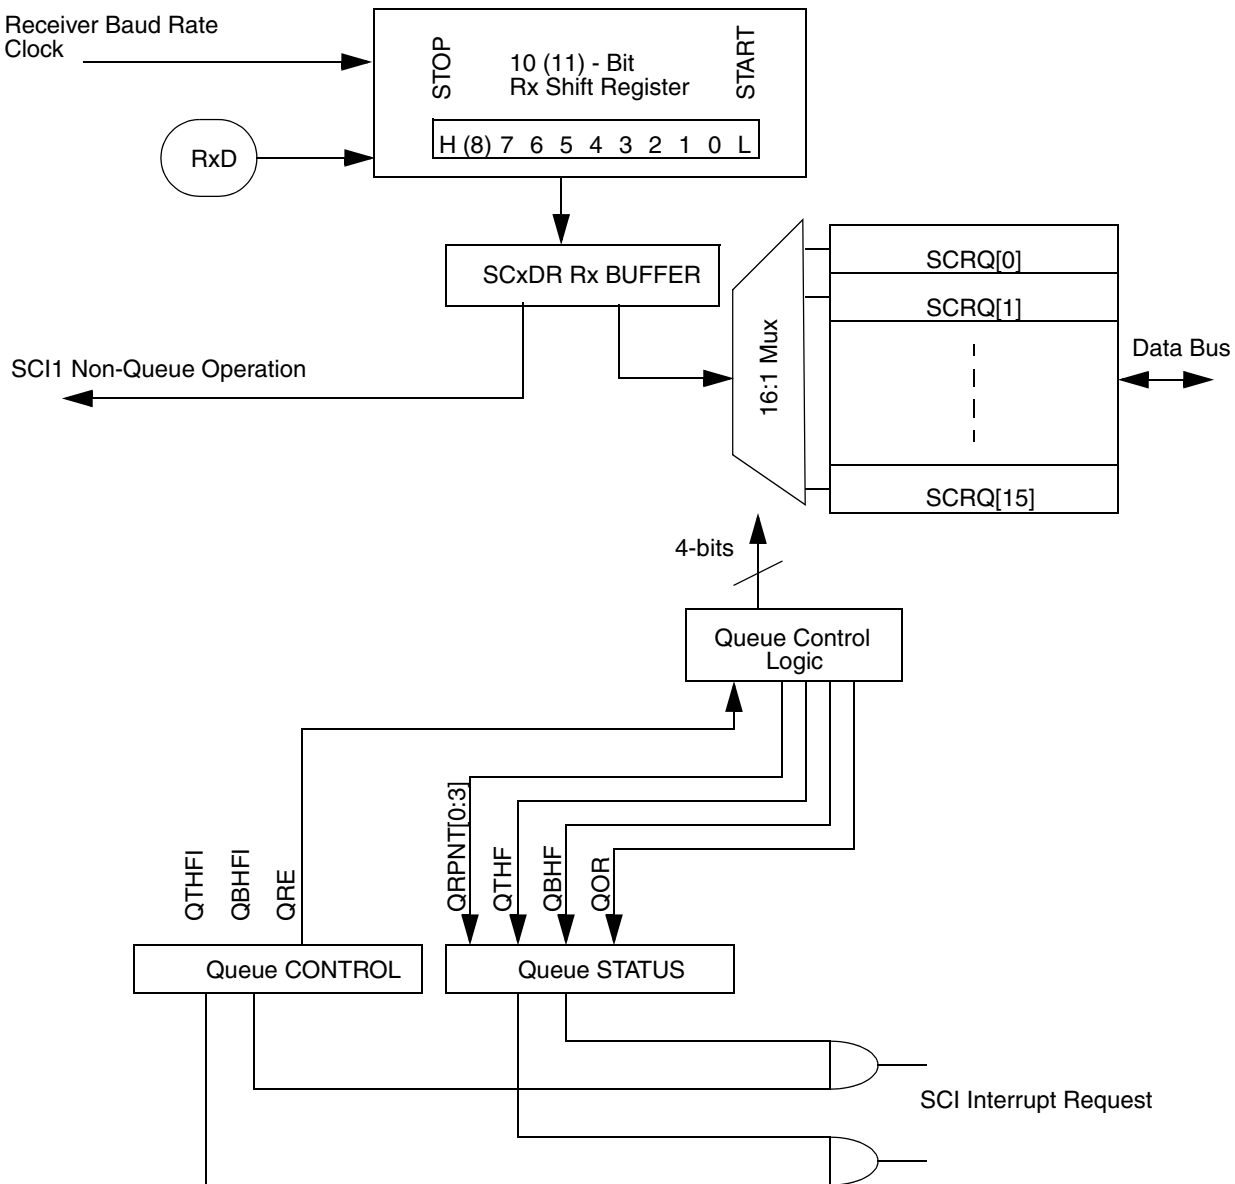 Receiver Baud Rate
Clock
STOP
10 (11) - Bit
Rx Shift Register
START
RxD
H (8) 7 6 5 4 3 2 1 0 L
SCxDR Rx BUFFER
SCRQ[0]
SCRQ[1]
16:1 Mux
Data Bus
SCI1 Non-Queue Operation
SCRQ[15]
4-bits
Queue Control
Logic
QTHFI
QBHFI
QRE
QRPNT[0:3]
QTHF
QBHF
QOR
Queue CONTROL
Queue STATUS
SCI Interrupt Request